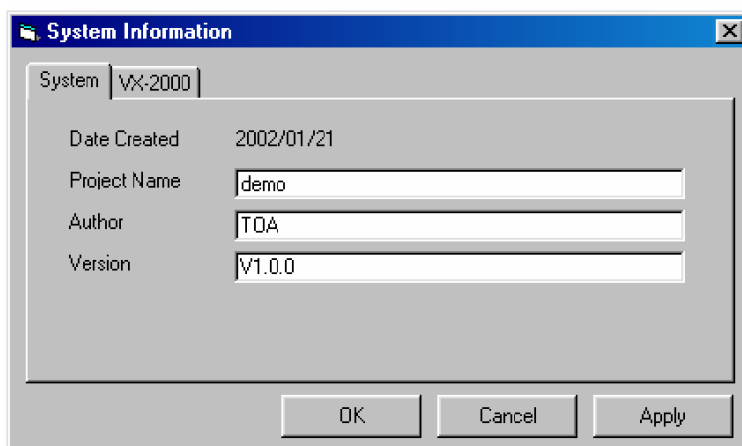 System Information
System VX-2000
Date Created 2002/01/21
Project Name demo
Author TOA
Version V1.0.0
OK Cancel Apply